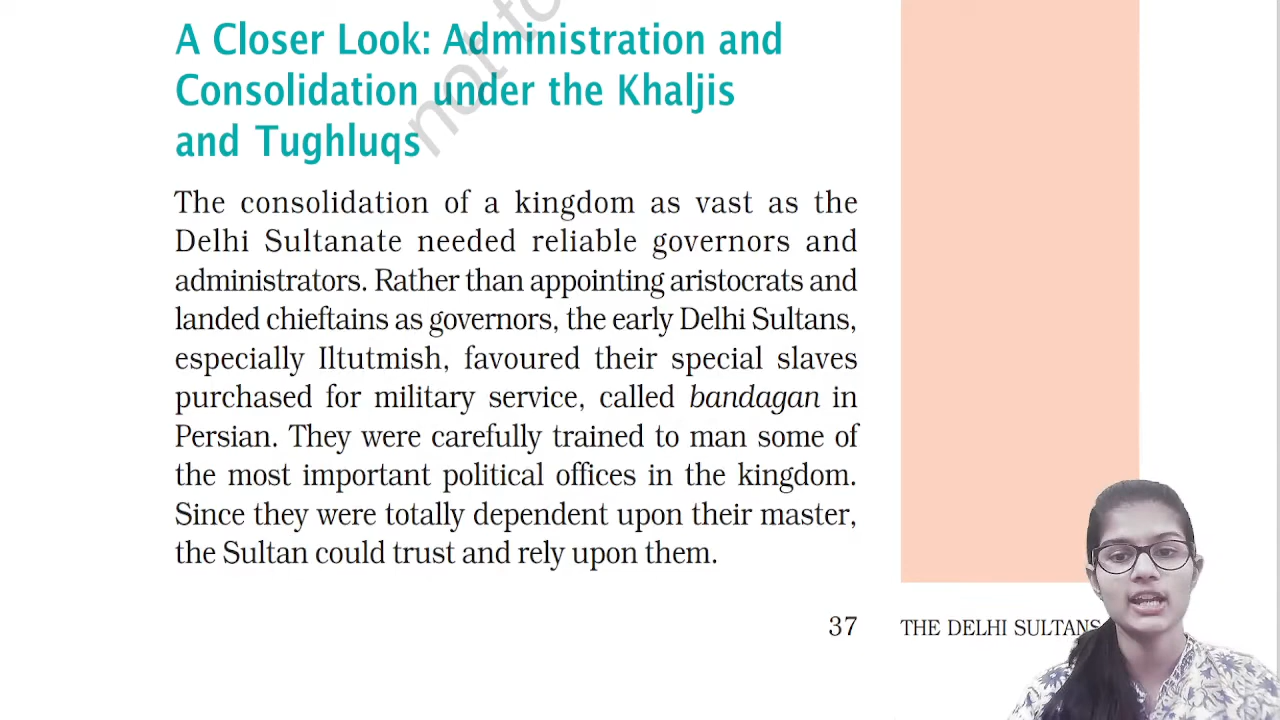 A Closer Look: Administration and
Consolidation under the Khaljis
and Tughluqs
not to
The consolidation of a kingdom as vast as the
Delhi Sultanate needed reliable governors and
administrators. Rather than appointing aristocrats and
landed chieftains as governors, the early Delhi Sultans,
especially Iltutmish, favoured their special slaves
purchased for military service, called bandagan in
Persian. They were carefully trained to man some of
the most important political offices in the kingdom.
Since they were totally dependent upon their master,
the Sultan could trust and rely upon them.
37 THE DELHI SULTANS